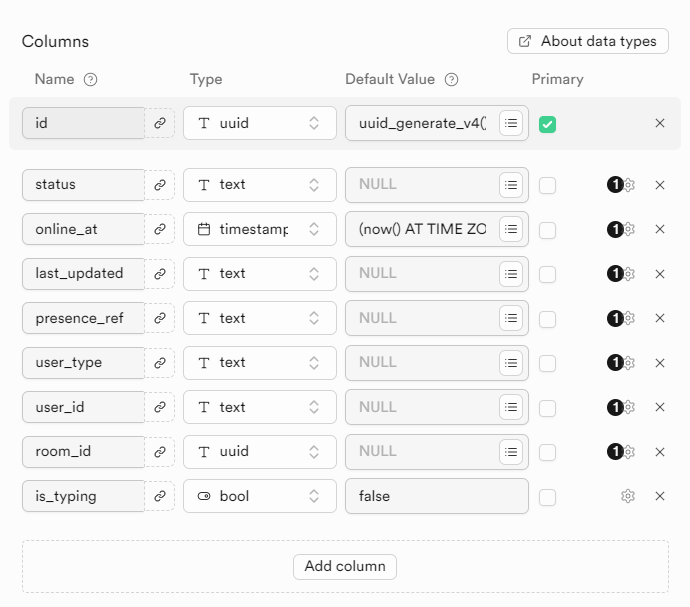 Columns
About data types
Name ? Type Default Value ? Primary
id uuid uuid_generate_v4(
status text NULL 1
online_at timestamp (now() AT TIME ZO 1
last_updated text NULL 1
presence_ref text NULL 1
user_type text NULL 1
user_id text NULL 1
room_id uuid NULL 1
is_typing bool false
Add column